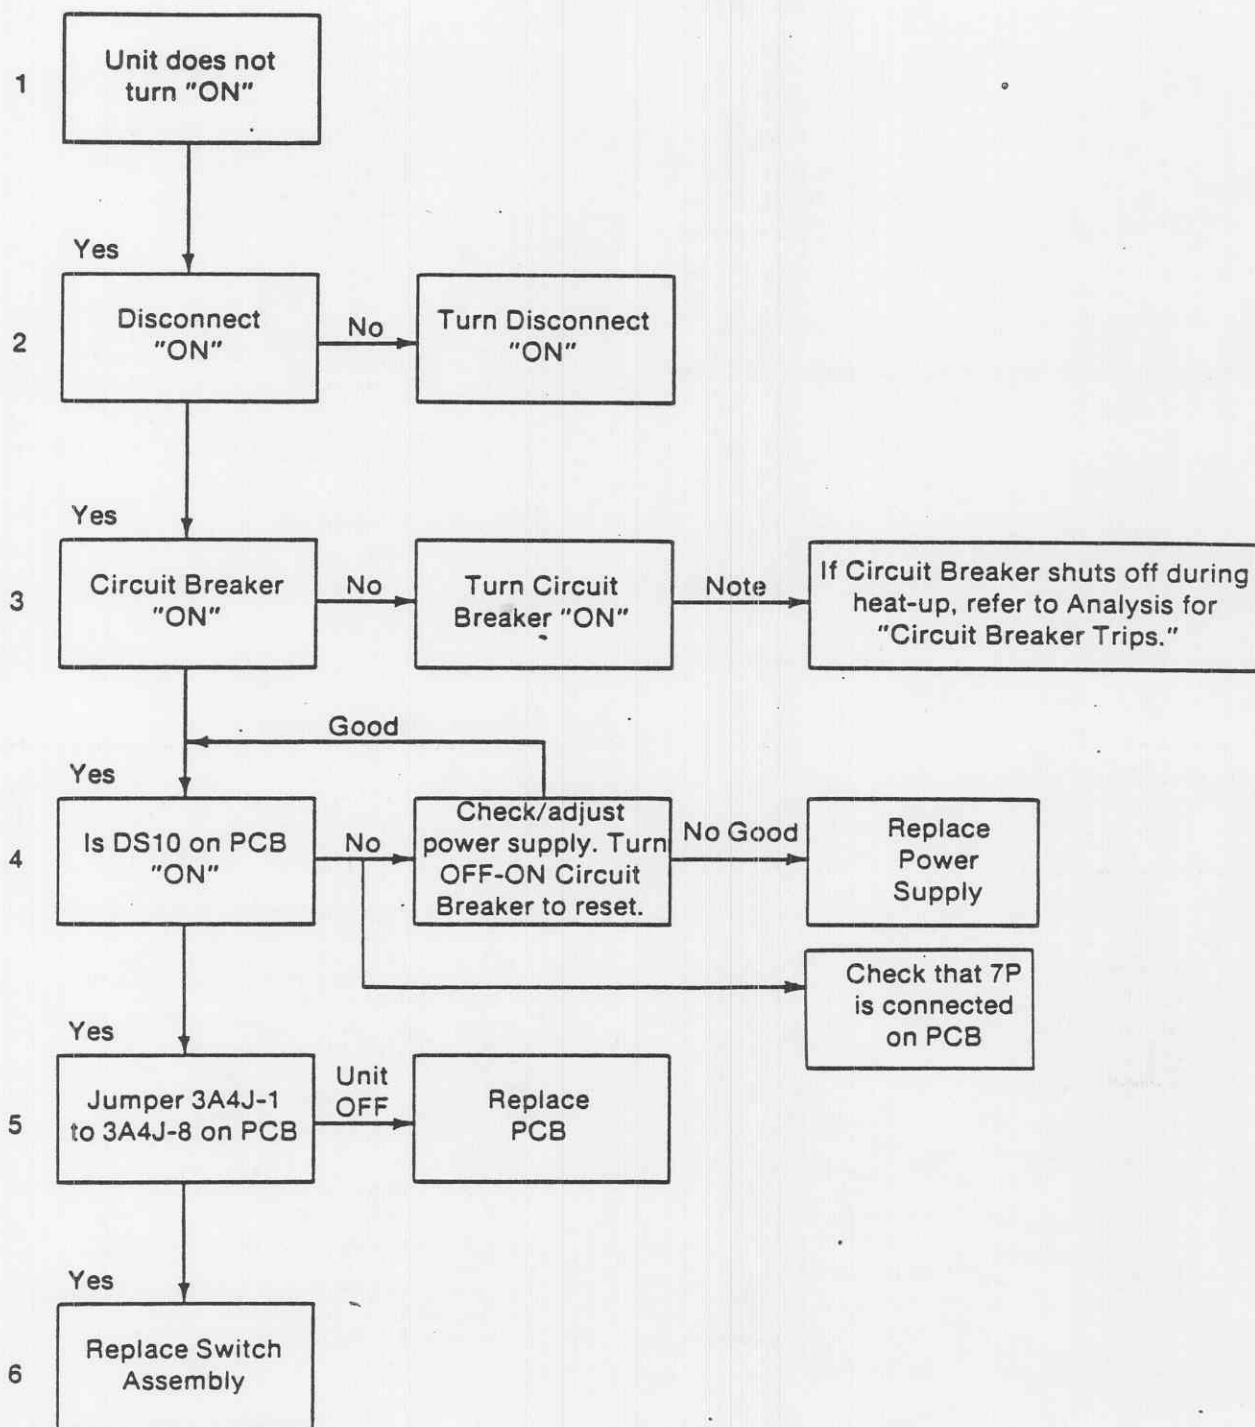 1
Unit does not
turn "ON"
Yes
2
Disconnect
"ON"
No
Turn Disconnect
"ON"
Yes
3
Circuit Breaker
"ON"
No
Turn Circuit
Breaker "ON"
Note
If Circuit Breaker shuts off during
heat-up, refer to Analysis for
"Circuit Breaker Trips."
Good
Yes
4
Is DS10 on PCB
"ON"
No
Check/adjust
power supply. Turn
OFF-ON Circuit
Breaker to reset.
No Good
Replace
Power
Supply
Check that 7P
is connected
on PCB
Yes
5
Jumper 3A4J-1
to 3A4J-8 on PCB
Unit
OFF
Replace
PCB
Yes
6
Replace Switch
Assembly